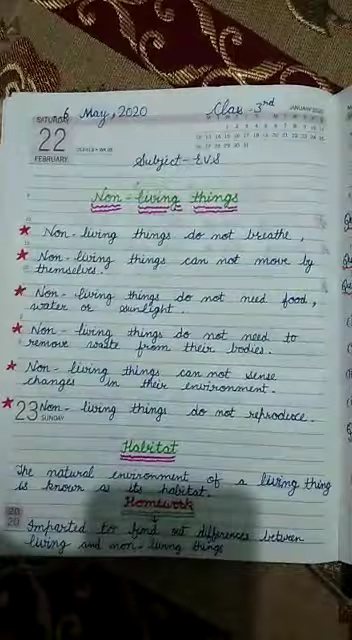 SATURDAY
6 May, 2020
Clas - 3rd
JANUARY 2020
22
FEBRUARY
Subject - E.V.S
Non-living things
Non-living things do not breathe,
Non-living things can not move by
themselves.
Non-living things do not need food,
water or sunlight.
Non-living things do not need to
remove waste from their bodies.
Non-living things can not sense
changes in their environment.
23 Non-living things do not reproduce.
SUNDAY
Habitat
The natural environment of a living thing
is known as its habitat.
Homework
20
20
Imparted to find out differences between
living and non-living things